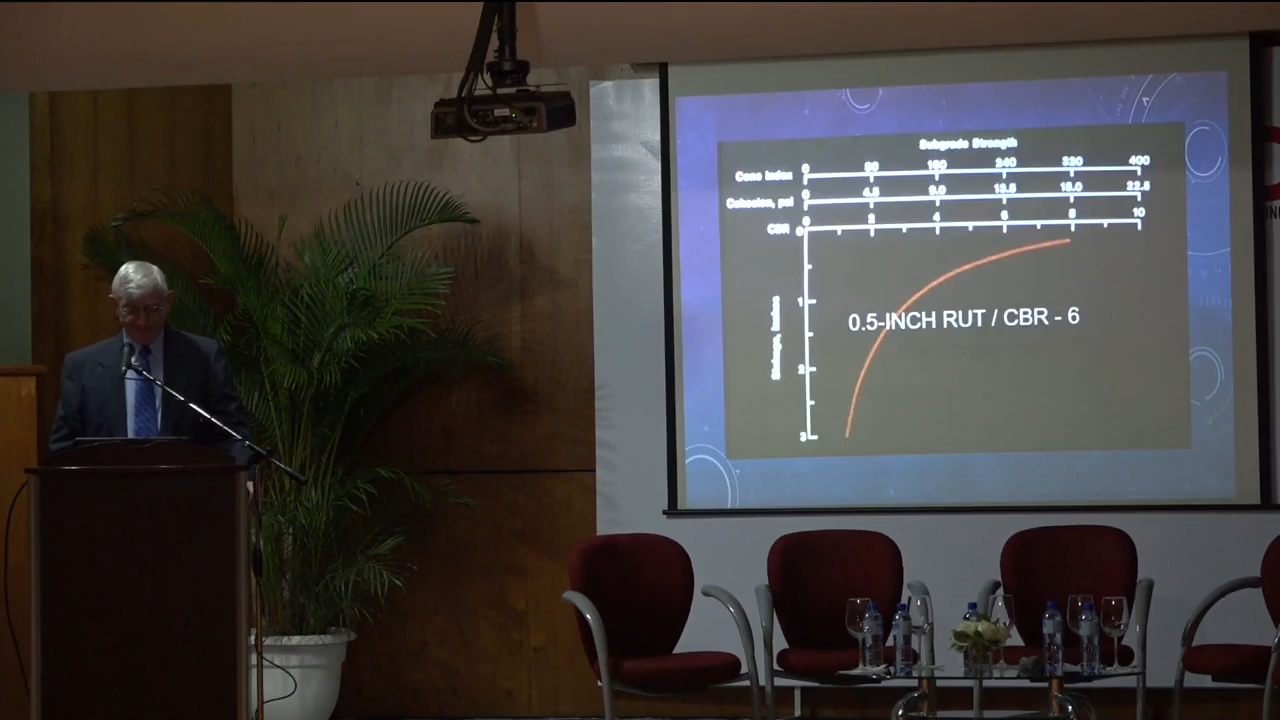 Subgrade Strength
Cone Index 0 80 160 240 320 400
Cohesion, psi 0 4.5 9.0 13.5 18.0 22.5
CBR 0 2 4 6 8 10
0
1
0.5-INCH RUT / CBR - 6
Inches
2
3